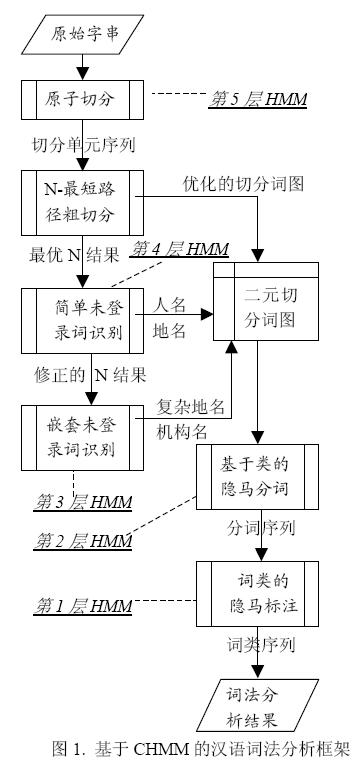 原始字串
原子切分
第5层HMM
切分单元序列
N-最短路
径粗切分
优化的切分词图
最优N结果
第4层HMM
简单未登
录词识别
人名
地名
二元切
分词图
修正的 N结果
嵌套未登
录词识别
复杂地名
机构名
第3层HMM
基于类的
隐马分词
第2层HMM
分词序列
词类的
隐马标注
第1层HMM
词类序列
词法分
析结果
图 1. 基于 CHMM 的汉语词法分析框架